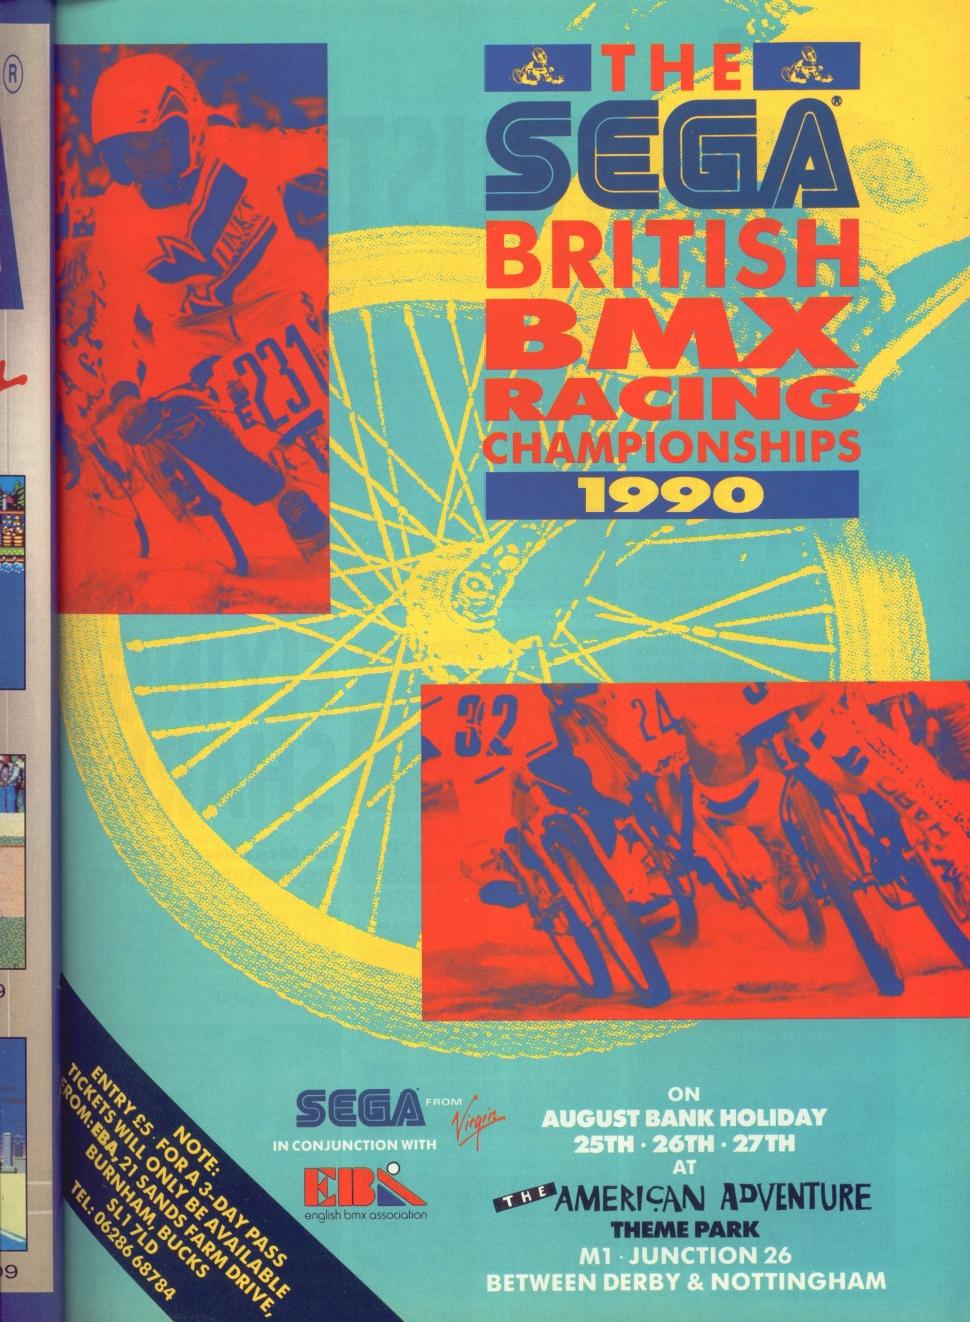 THE
SEGA®
BRITISH
BMX
RACING
CHAMPIONSHIPS
1990
231
32
24
NOTE:
ENTRY £5 · FOR A 3-DAY PASS
TICKETS WILL ONLY BE AVAILABLE
FROM: EBA, 21 SANDS FARM DRIVE,
BURNHAM, BUCKS
SL1 7LD
TEL: 06286 68784
SEGA FROM Virgin
IN CONJUNCTION WITH
EBA
english bmx association
ON
AUGUST BANK HOLIDAY
25TH · 26TH · 27TH
AT
THE AMERICAN ADVENTURE
THEME PARK
M1 · JUNCTION 26
BETWEEN DERBY & NOTTINGHAM
®
9
99